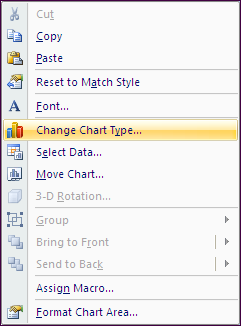 Cut
Copy
Paste
Reset to Match Style
Font...
Change Chart Type...
Select Data...
Move Chart...
3-D Rotation...
Group
Bring to Front
Send to Back
Assign Macro...
Format Chart Area...